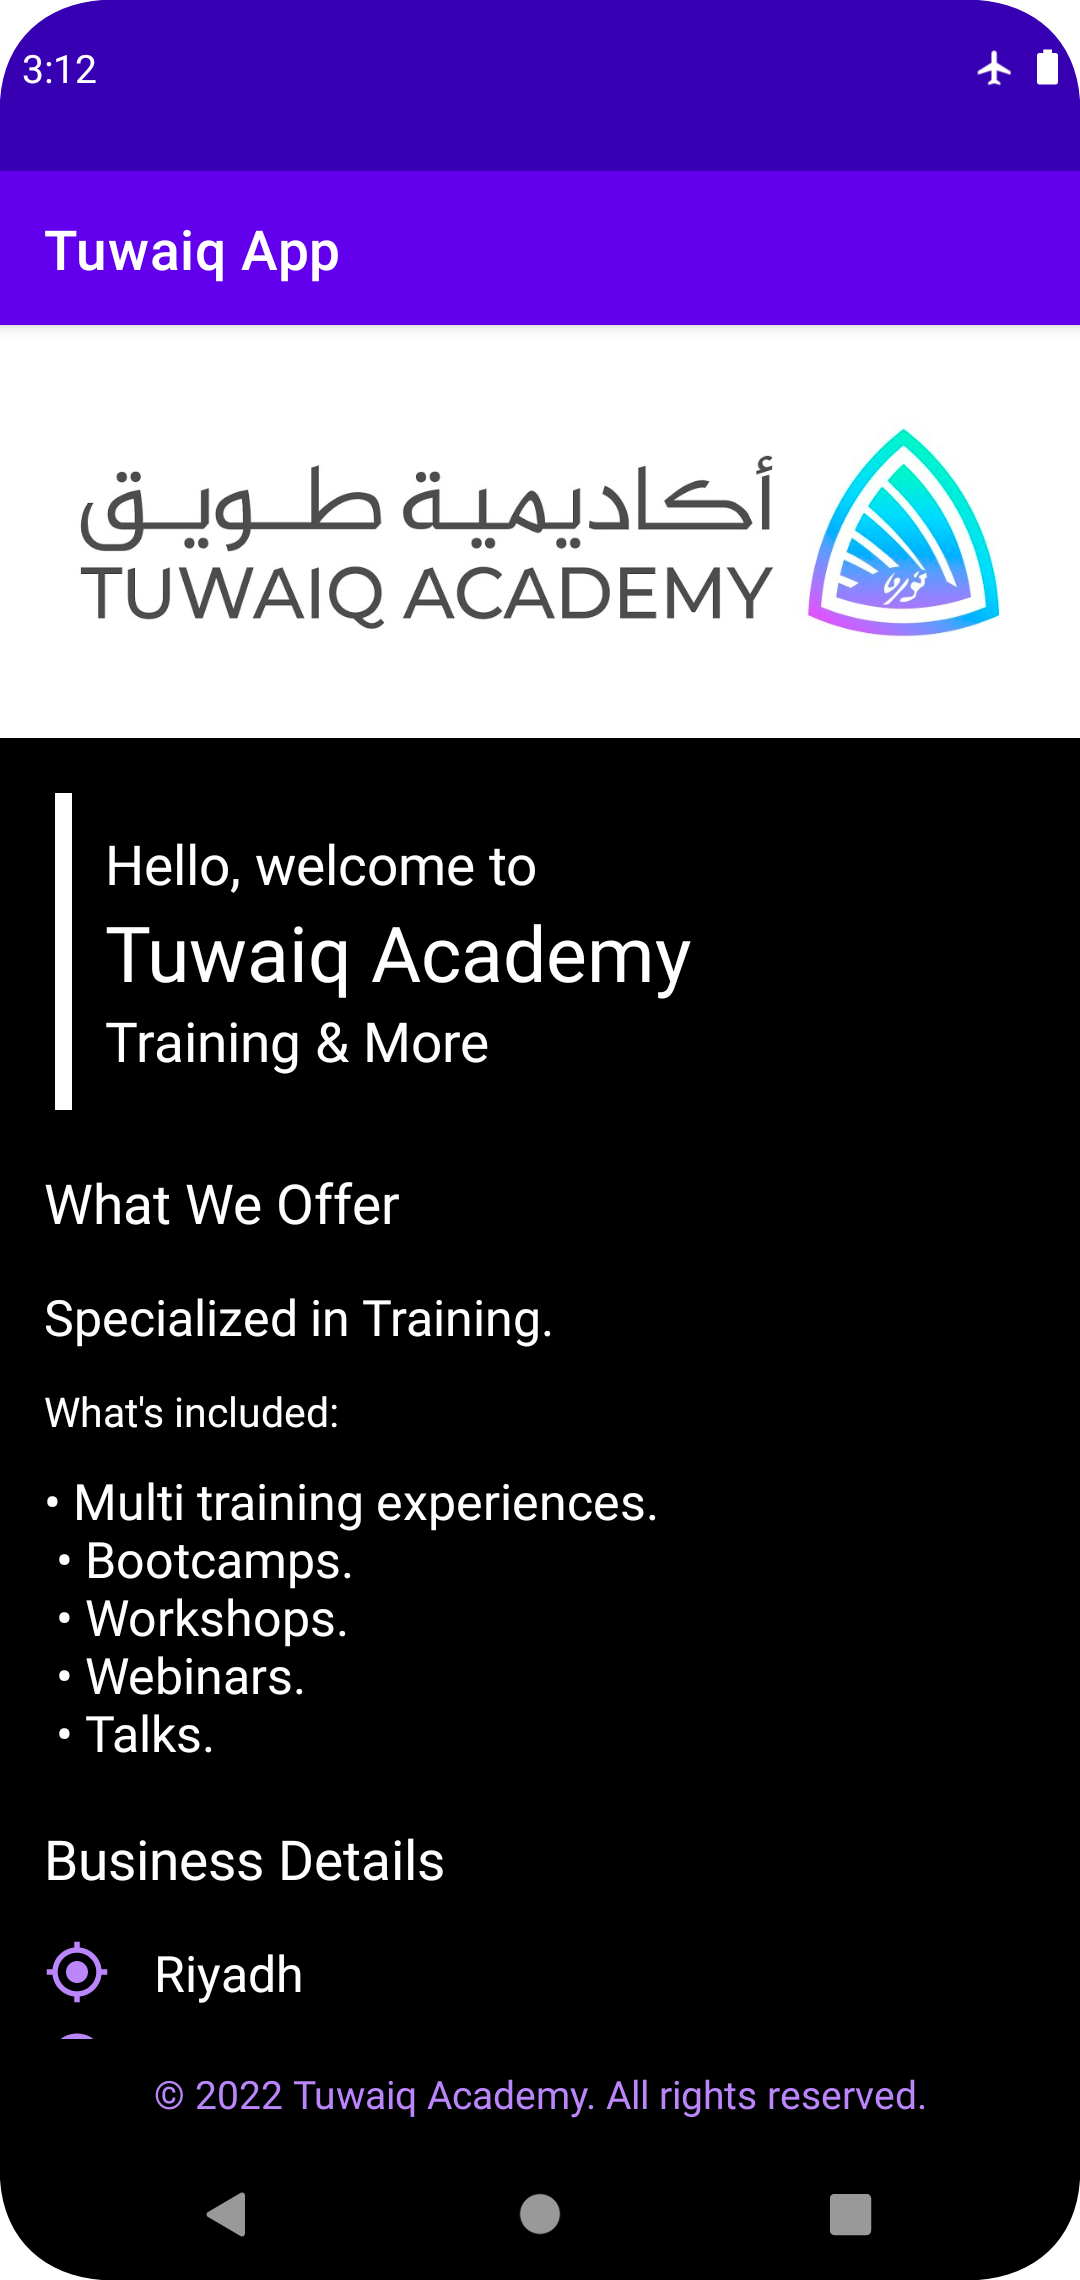 3:12
Tuwaiq App
أكاديمية طويق
TUWAIQ ACADEMY
Hello, welcome to
Tuwaiq Academy
Training & More
What We Offer
Specialized in Training.
What's included:
• Multi training experiences.
• Bootcamps.
• Workshops.
• Webinars.
• Talks.
Business Details
Riyadh
© 2022 Tuwaiq Academy. All rights reserved.